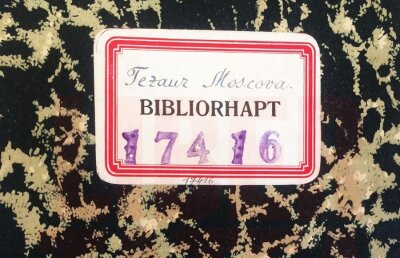 Tezaur Moscova.
BIBLIORHAPT
17416
17416